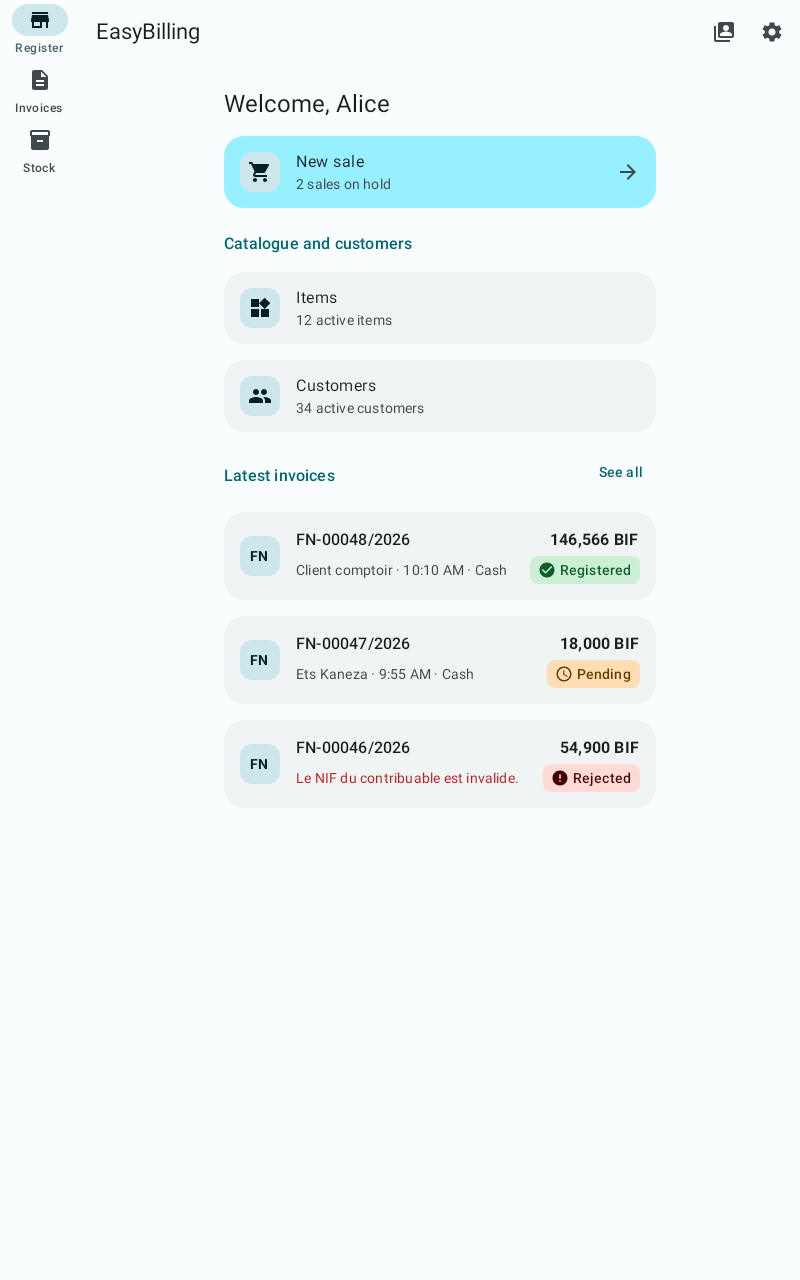 Register
Invoices
Stock
EasyBilling
Welcome, Alice
New sale
2 sales on hold
Catalogue and customers
Items
12 active items
Customers
34 active customers
Latest invoices
See all
FN
FN-00048/2026
146,566 BIF
Client comptoir · 10:10 AM · Cash
Registered
FN
FN-00047/2026
18,000 BIF
Ets Kaneza · 9:55 AM · Cash
Pending
FN
FN-00046/2026
54,900 BIF
Le NIF du contribuable est invalide.
Rejected